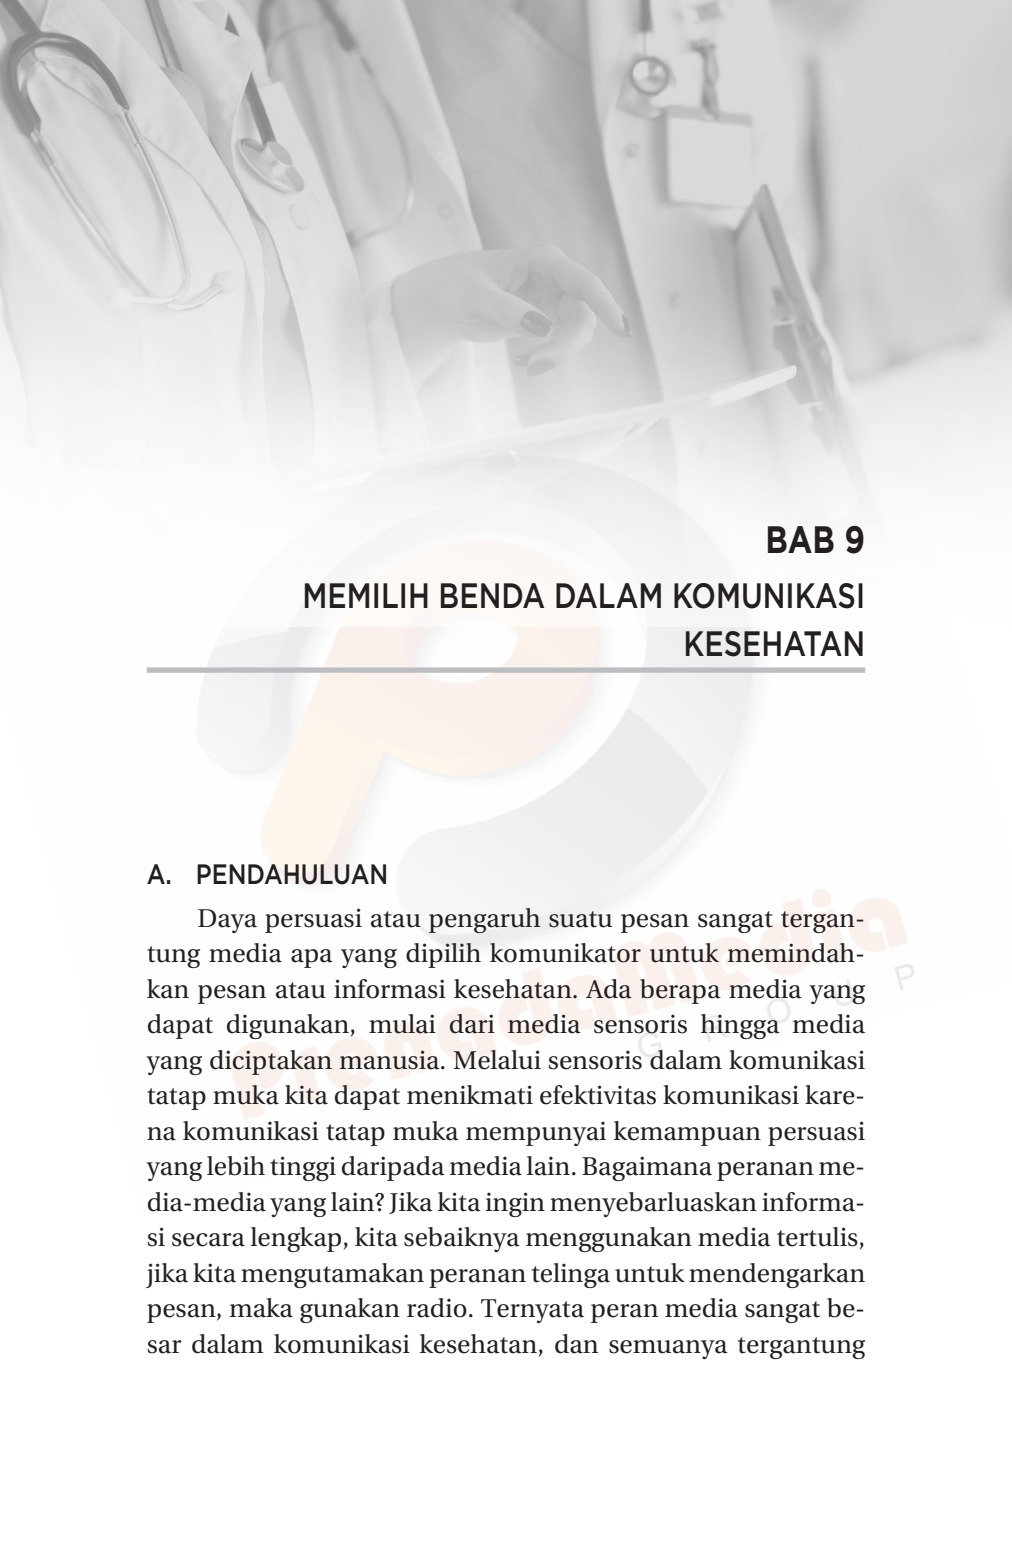 BAB 9
MEMILIH BENDA DALAM KOMUNIKASI
KESEHATAN
A. PENDAHULUAN
Daya persuasi atau pengaruh suatu pesan sangat tergan-
tung media apa yang dipilih komunikator untuk memindah-
kan pesan atau informasi kesehatan. Ada berapa media yang
dapat digunakan, mulai dari media sensoris hingga media
yang diciptakan manusia. Melalui sensoris dalam komunikasi
tatap muka kita dapat menikmati efektivitas komunikasi kare-
na komunikasi tatap muka mempunyai kemampuan persuasi
yang lebih tinggi daripada media lain. Bagaimana peranan me-
dia-media yang lain? Jika kita ingin menyebarluaskan informa-
si secara lengkap, kita sebaiknya menggunakan media tertulis,
jika kita mengutamakan peranan telinga untuk mendengarkan
pesan, maka gunakan radio. Ternyata peran media sangat be-
sar dalam komunikasi kesehatan, dan semuanya tergantung
PrenadaMedia
GROUP